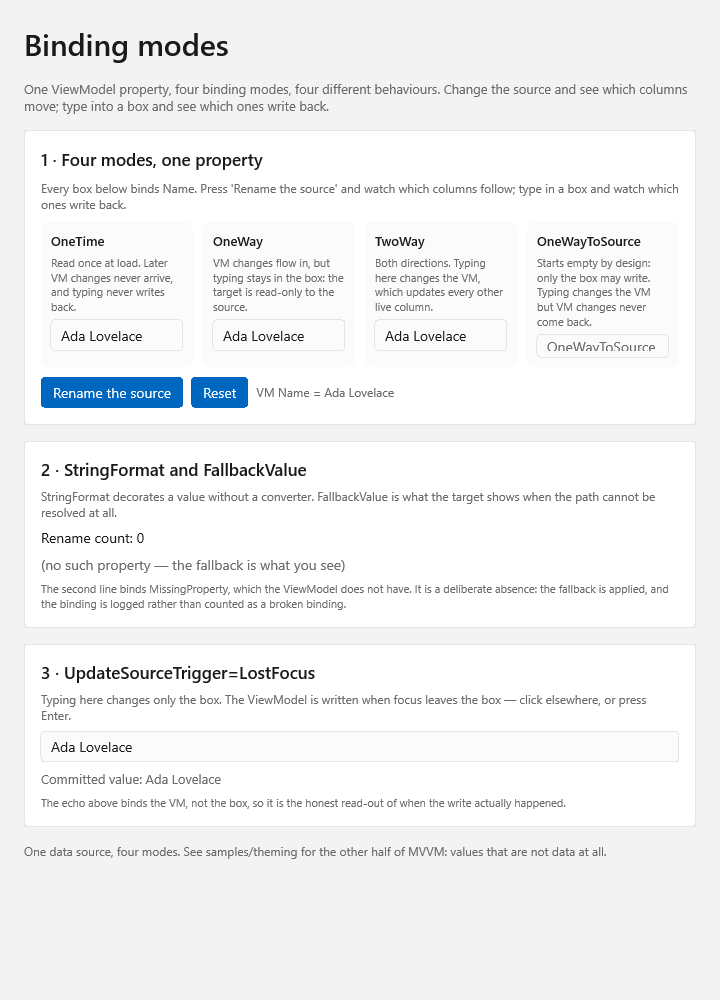 Binding modes
One ViewModel property, four binding modes, four different behaviours. Change the source and see which columns
move; type into a box and see which ones write back.
1 · Four modes, one property
Every box below binds Name. Press 'Rename the source' and watch which columns follow; type in a box and watch which
ones write back.
OneTime
Read once at load. Later
VM changes never arrive,
and typing never writes
back.
Ada Lovelace
OneWay
VM changes flow in, but
typing stays in the box: the
target is read-only to the
source.
Ada Lovelace
TwoWay
Both directions. Typing
here changes the VM,
which updates every other
live column.
Ada Lovelace
OneWayToSource
Starts empty by design:
only the box may write.
Typing changes the VM
but VM changes never
come back.
OneWayToSource
Rename the source
Reset
VM Name = Ada Lovelace
2 · StringFormat and FallbackValue
StringFormat decorates a value without a converter. FallbackValue is what the target shows when the path cannot be
resolved at all.
Rename count: 0
(no such property — the fallback is what you see)
The second line binds MissingProperty, which the ViewModel does not have. It is a deliberate absence: the fallback is applied, and
the binding is logged rather than counted as a broken binding.
3 · UpdateSourceTrigger=LostFocus
Typing here changes only the box. The ViewModel is written when focus leaves the box — click elsewhere, or press
Enter.
Ada Lovelace
Committed value: Ada Lovelace
The echo above binds the VM, not the box, so it is the honest read-out of when the write actually happened.
One data source, four modes. See samples/theming for the other half of MVVM: values that are not data at all.